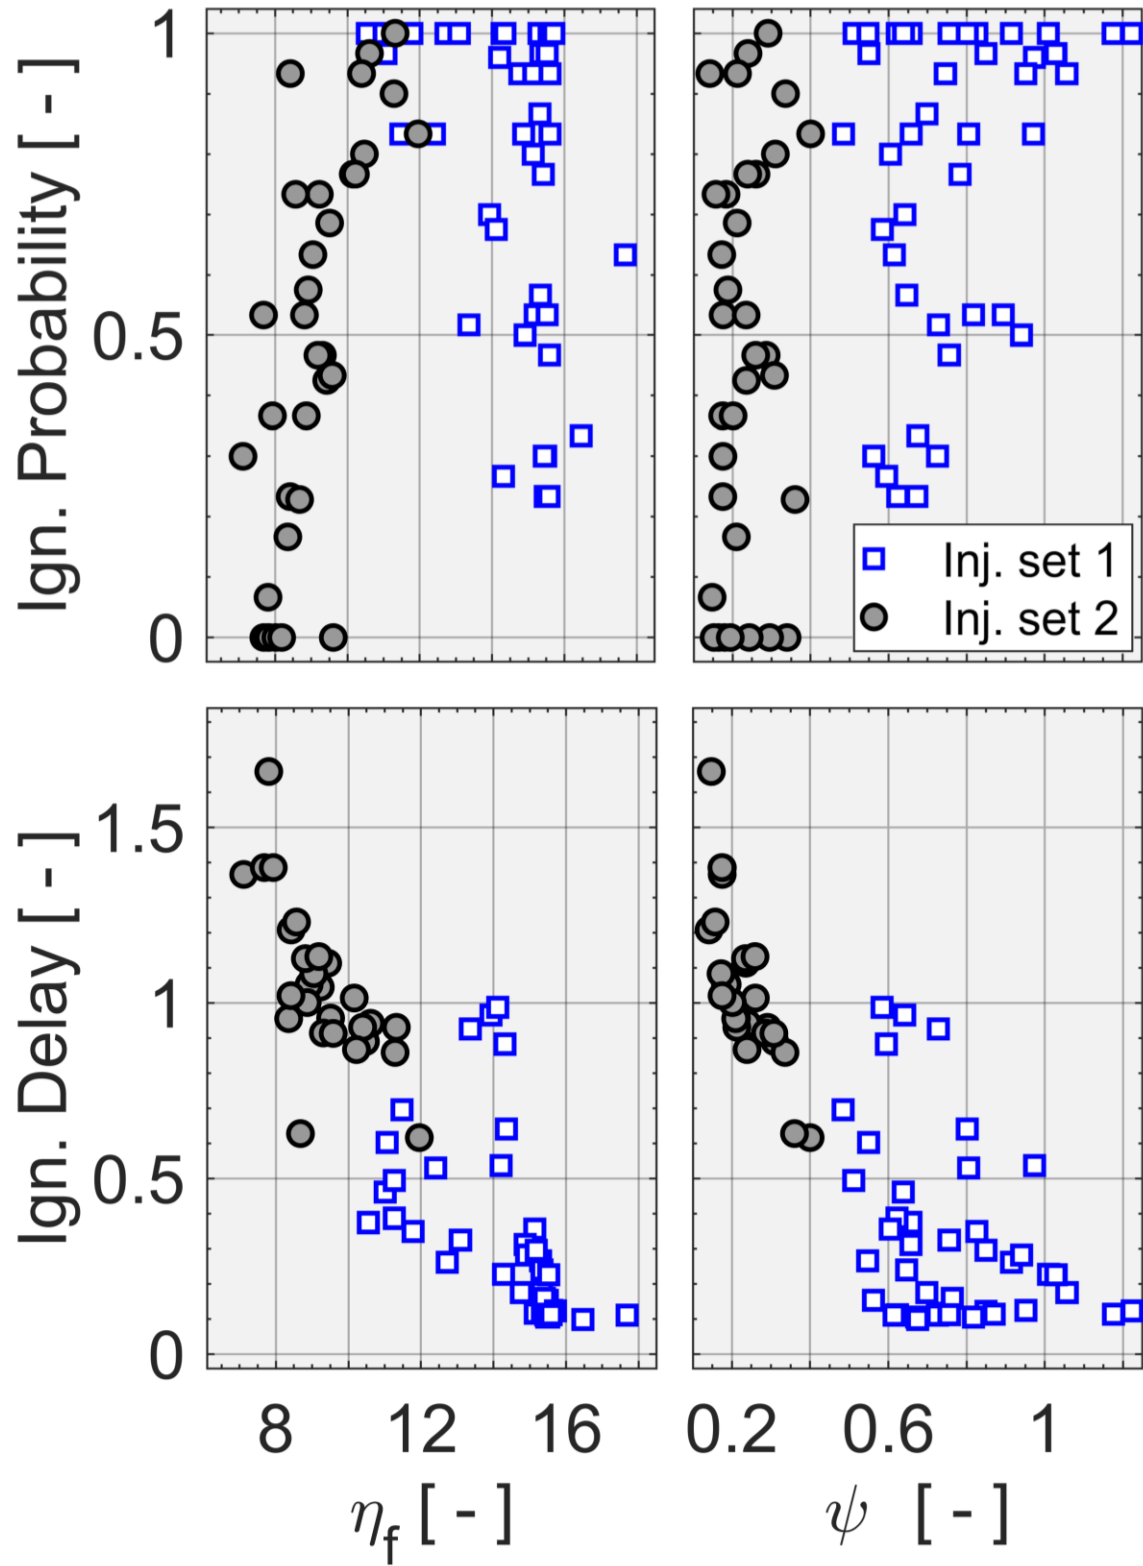 Ign. Probability [ - ]
1
0.5
0
Inj. set 1
Inj. set 2
Ign. Delay [ - ]
1.5
1
0.5
0
8 12 16
0.2 0.6 1
η_f [ - ]
ψ [ - ]